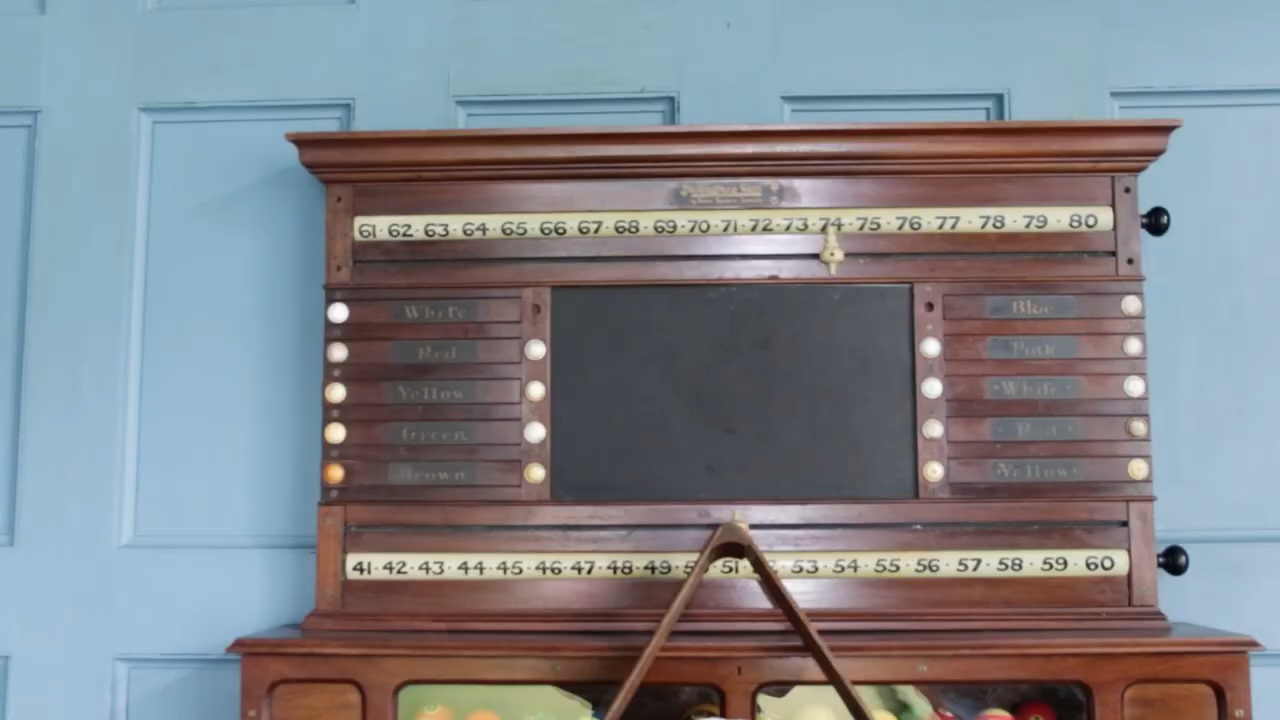 61 · 62 · 63 · 64 · 65 · 66 · 67 · 68 · 69 · 70 · 71 · 72 · 73 · 74 · 75 · 76 · 77 · 78 · 79 · 80
White
Red
Yellow
Green
Brown
Blue
Pink
· White ·
· Red ·
· Yellow ·
41 · 42 · 43 · 44 · 45 · 46 · 47 · 48 · 49 · 51 · 53 · 54 · 55 · 56 · 57 · 58 · 59 · 60